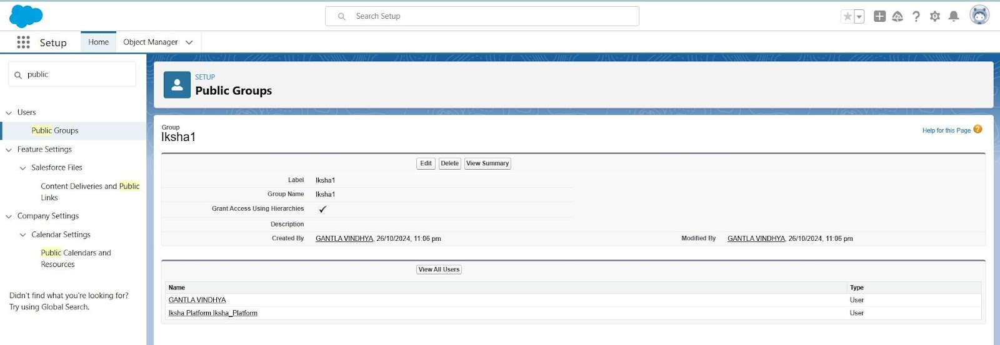 Search Setup
Setup
Home
Object Manager
public
Users
Public Groups
Feature Settings
Salesforce Files
Content Deliveries and Public
Links
Company Settings
Calendar Settings
Public Calendars and
Resources
Didn't find what you're looking for?
Try using Global Search.
SETUP
Public Groups
Group
Iksha1
Help for this Page ?
Edit Delete View Summary
Label Iksha1
Group Name Iksha1
Grant Access Using Hierarchies ✓
Description
Created By GANTLA VINDHYA, 26/10/2024, 11:06 pm Modified By GANTLA VINDHYA, 26/10/2024, 11:06 pm
View All Users
Name Type
GANTLA VINDHYA User
Iksha Platform Iksha_Platform User